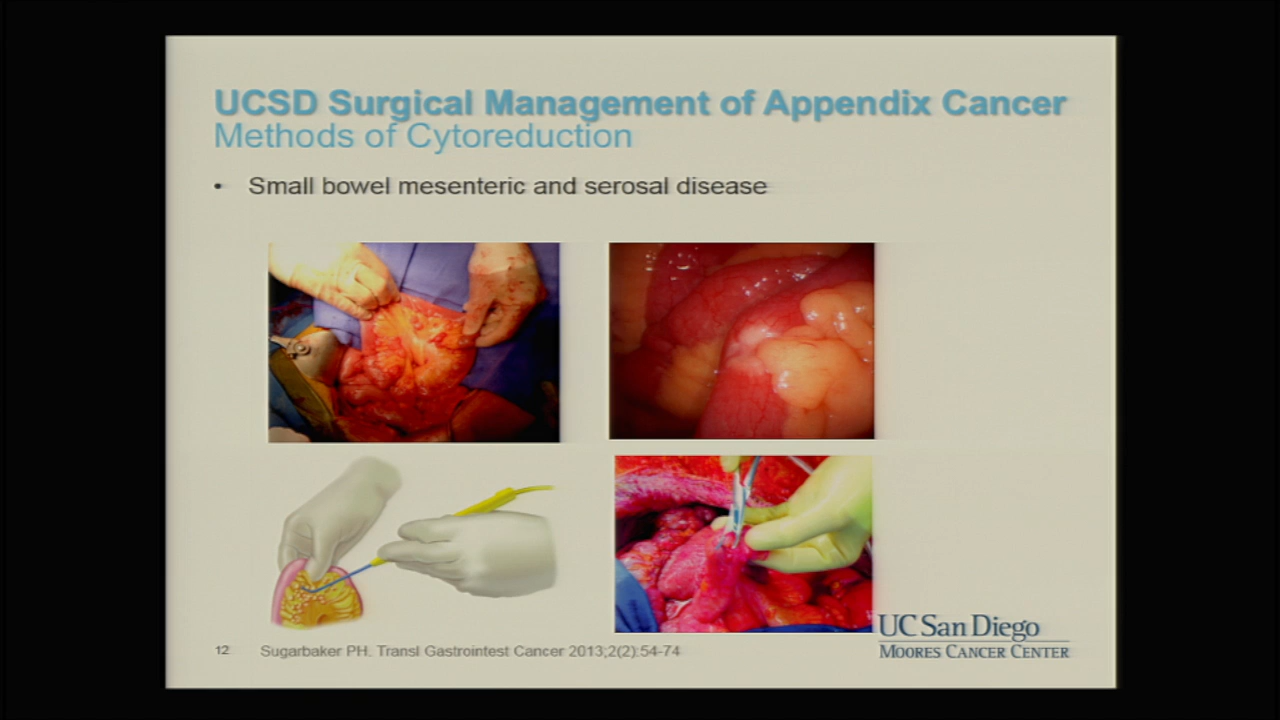 UCSD Surgical Management of Appendix Cancer
Methods of Cytoreduction
• Small bowel mesenteric and serosal disease
12 Sugarbaker PH. Transl Gastrointest Cancer 2013;2(2):54-74
UC San Diego
MOORES CANCER CENTER